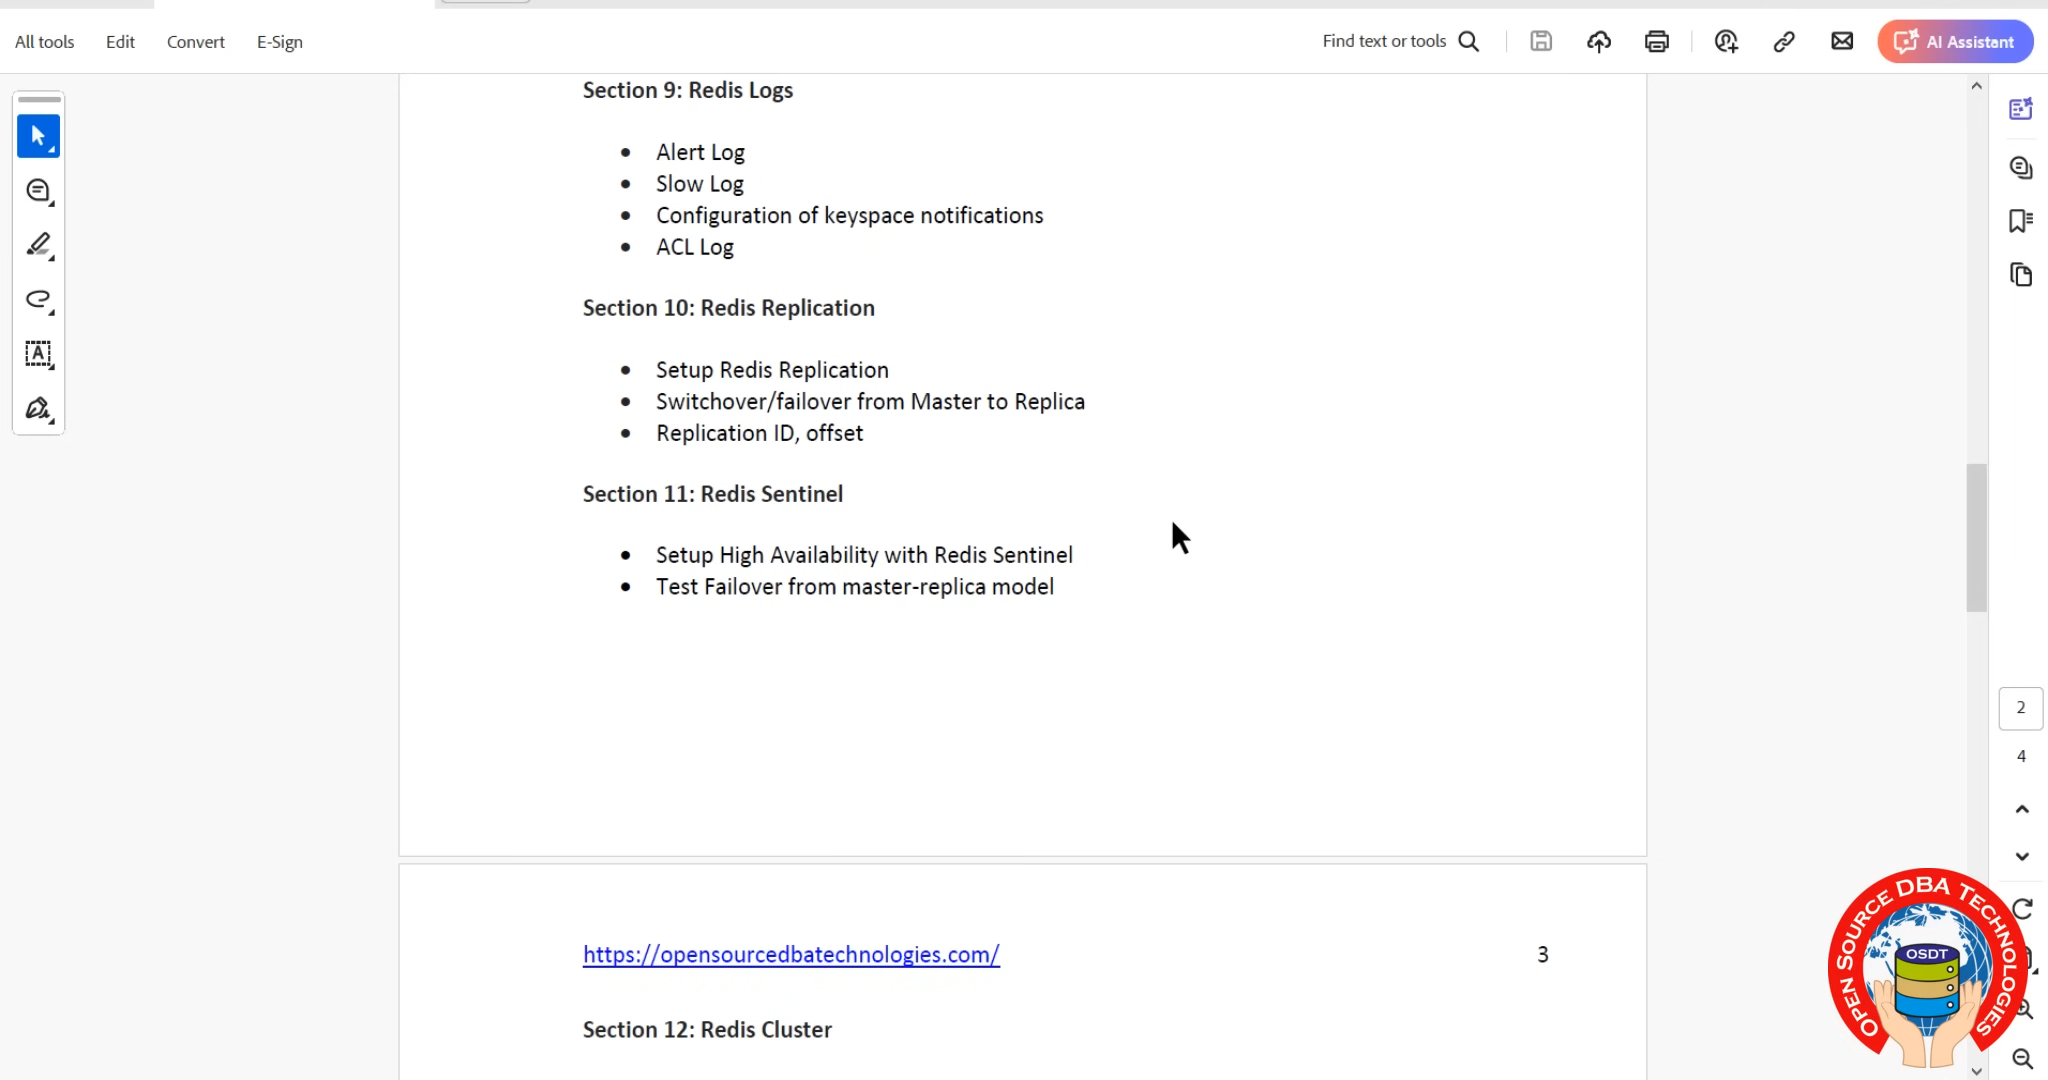 All tools Edit Convert E-Sign Find text or tools AI Assistant
Section 9: Redis Logs
• Alert Log
• Slow Log
• Configuration of keyspace notifications
• ACL Log
Section 10: Redis Replication
• Setup Redis Replication
• Switchover/failover from Master to Replica
• Replication ID, offset
Section 11: Redis Sentinel
• Setup High Availability with Redis Sentinel
• Test Failover from master-replica model
2
4
https://opensourcedbatechnologies.com/ 3
Section 12: Redis Cluster
OPEN SOURCE DBA TECHNOLOGIES
OSDT